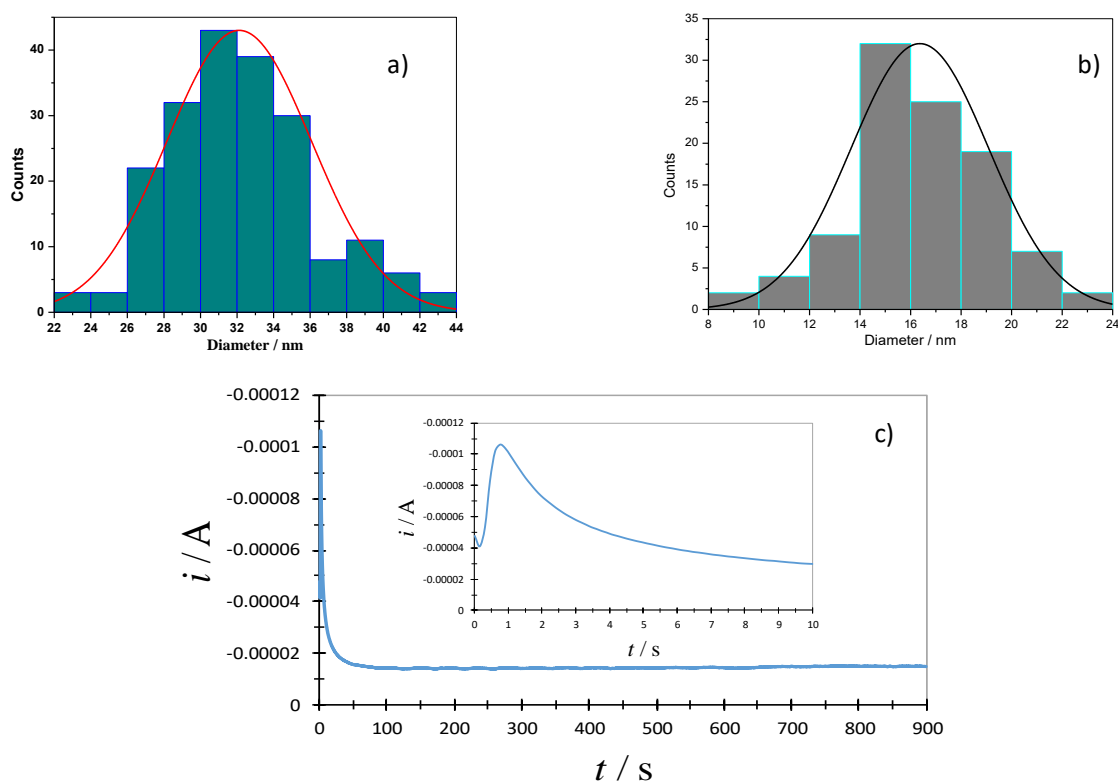 a)
Counts
40
30
20
10
0
22 24 26 28 30 32 34 36 38 40 42 44
Diameter / nm
b)
Counts
35
30
25
20
15
10
5
0
8 10 12 14 16 18 20 22 24
Diameter / nm
c)
i / A
-0.00012
-0.0001
-0.00008
-0.00006
-0.00004
-0.00002
0
0 100 200 300 400 500 600 700 800 900
t / s
i / A
-0.00012
-0.0001
-0.00008
-0.00006
-0.00004
-0.00002
0
0 1 2 3 4 5 6 7 8 9 10
t / s